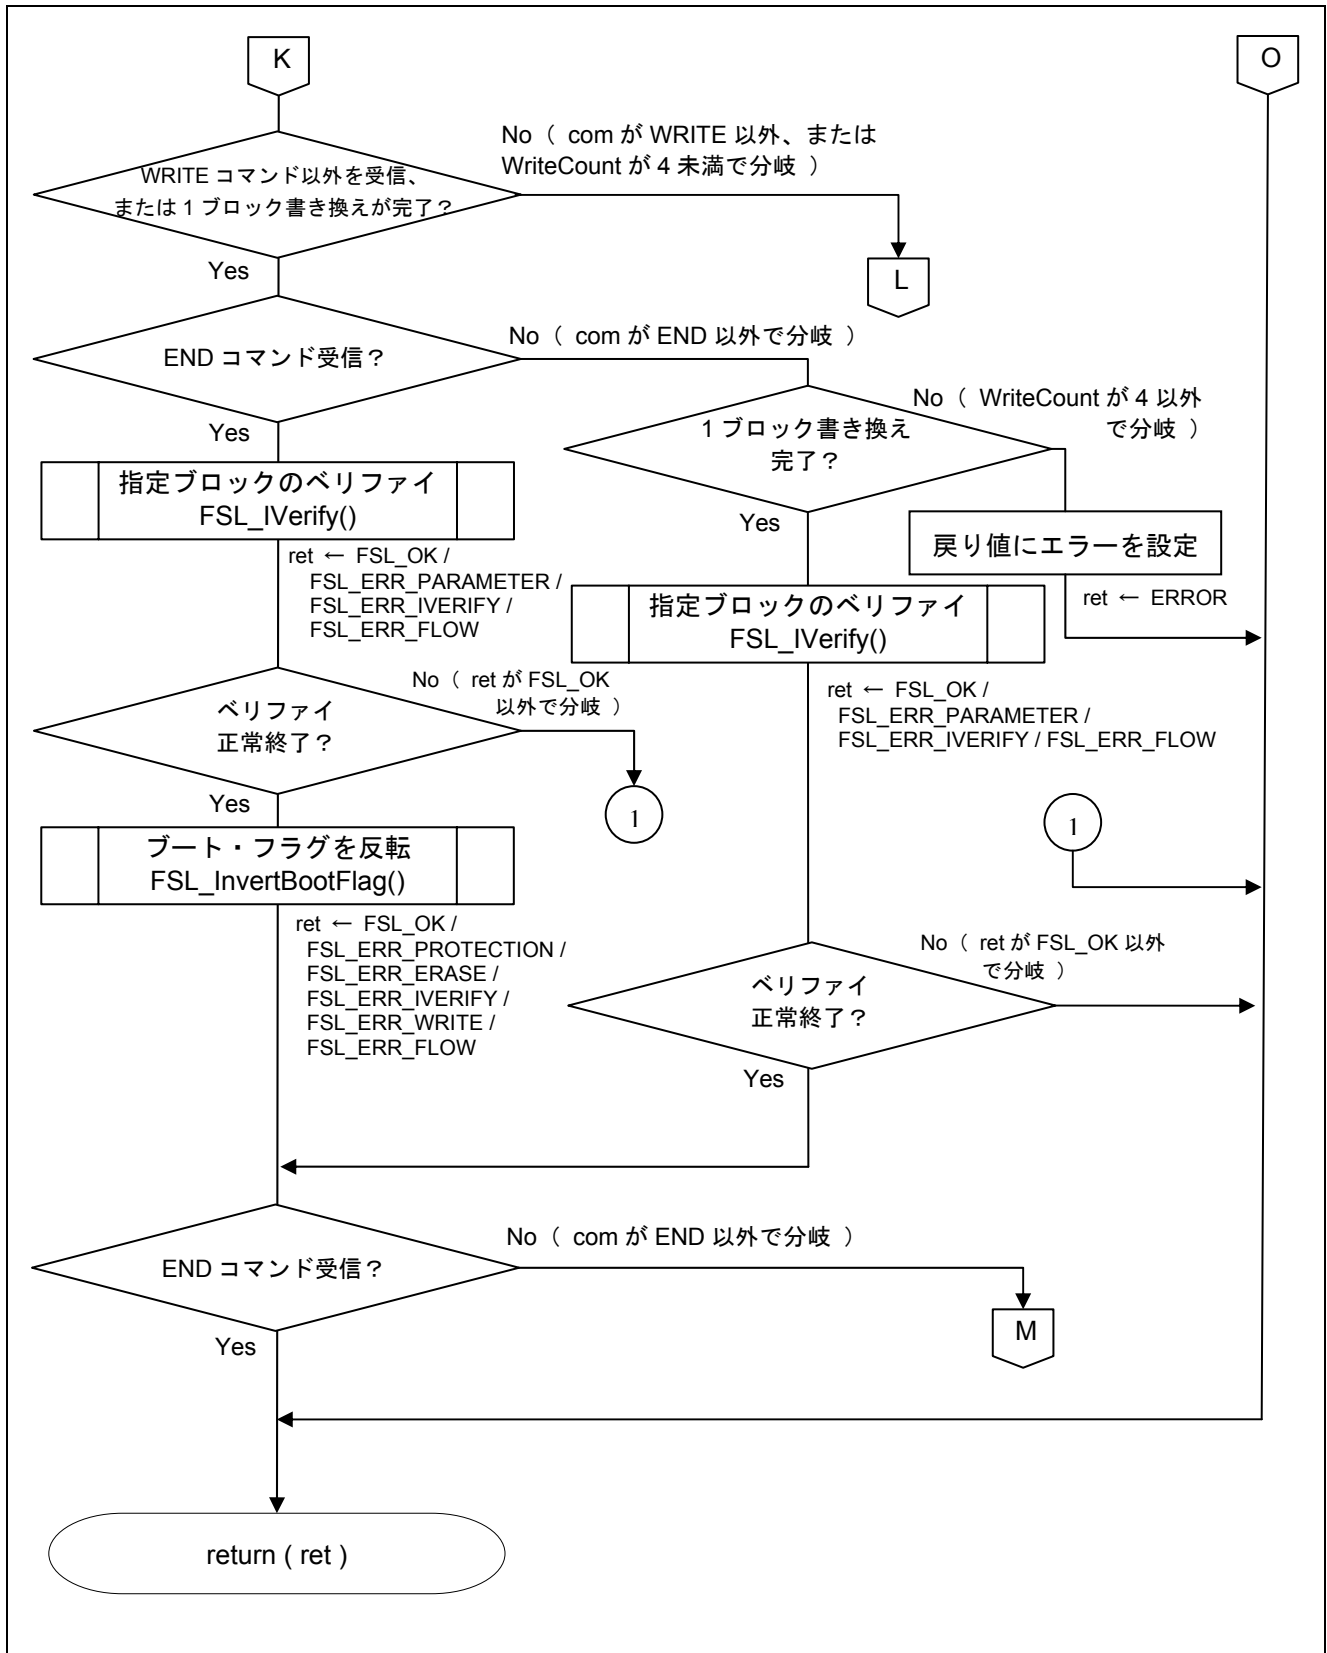 K
O
No（ com が WRITE 以外、または
WriteCount が 4 未満で分岐 ）
WRITE コマンド以外を受信、
または 1 ブロック書き換えが完了？
Yes
L
No（ com が END 以外で分岐 ）
END コマンド受信？
No（ WriteCount が 4 以外
で分岐 ）
1 ブロック書き換え
完了？
Yes
指定ブロックのベリファイ
FSL_IVerify()
Yes
戻り値にエラーを設定
ret ← FSL_OK /
FSL_ERR_PARAMETER /
FSL_ERR_IVERIFY /
FSL_ERR_FLOW
指定ブロックのベリファイ
FSL_IVerify()
ret ← ERROR
No（ ret が FSL_OK
以外で分岐 ）
ret ← FSL_OK /
FSL_ERR_PARAMETER /
FSL_ERR_IVERIFY / FSL_ERR_FLOW
ベリファイ
正常終了？
Yes
1
1
ブート・フラグを反転
FSL_InvertBootFlag()
ret ← FSL_OK /
FSL_ERR_PROTECTION /
FSL_ERR_ERASE /
FSL_ERR_IVERIFY /
FSL_ERR_WRITE /
FSL_ERR_FLOW
No（ ret が FSL_OK 以外
で分岐 ）
ベリファイ
正常終了？
Yes
No（ com が END 以外で分岐 ）
END コマンド受信？
M
Yes
return ( ret )